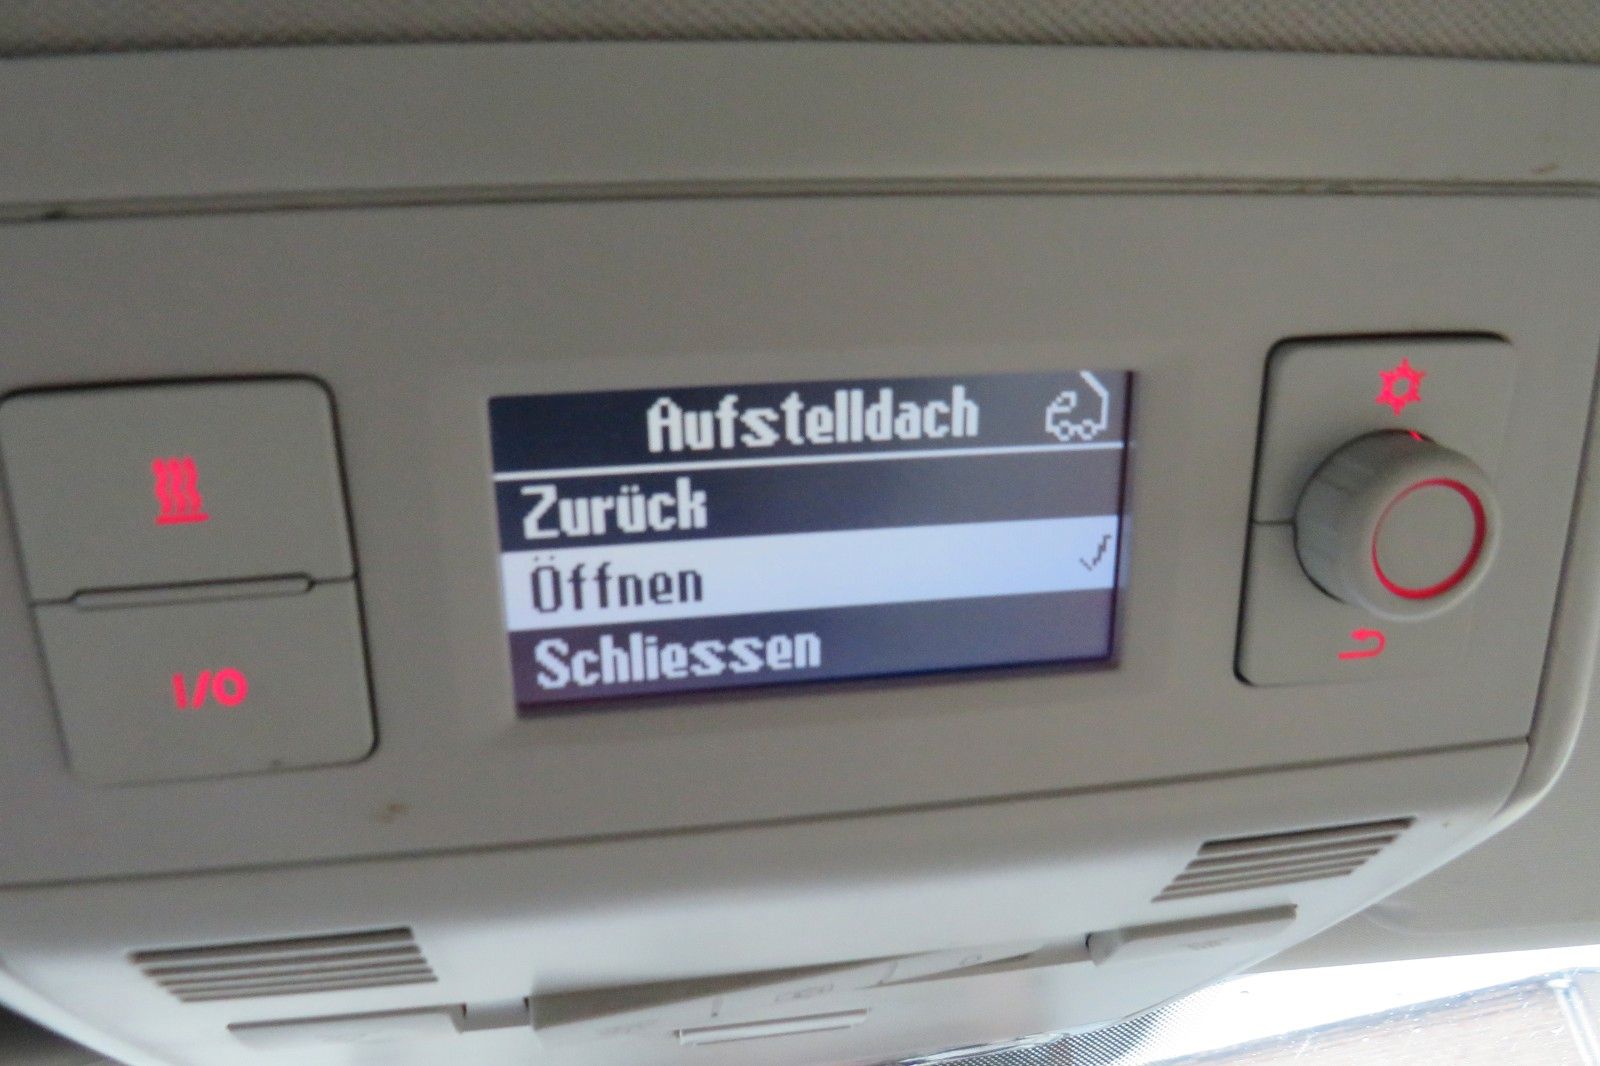 Aufstelldach
Zurück
Öffnen
Schliessen
I/O